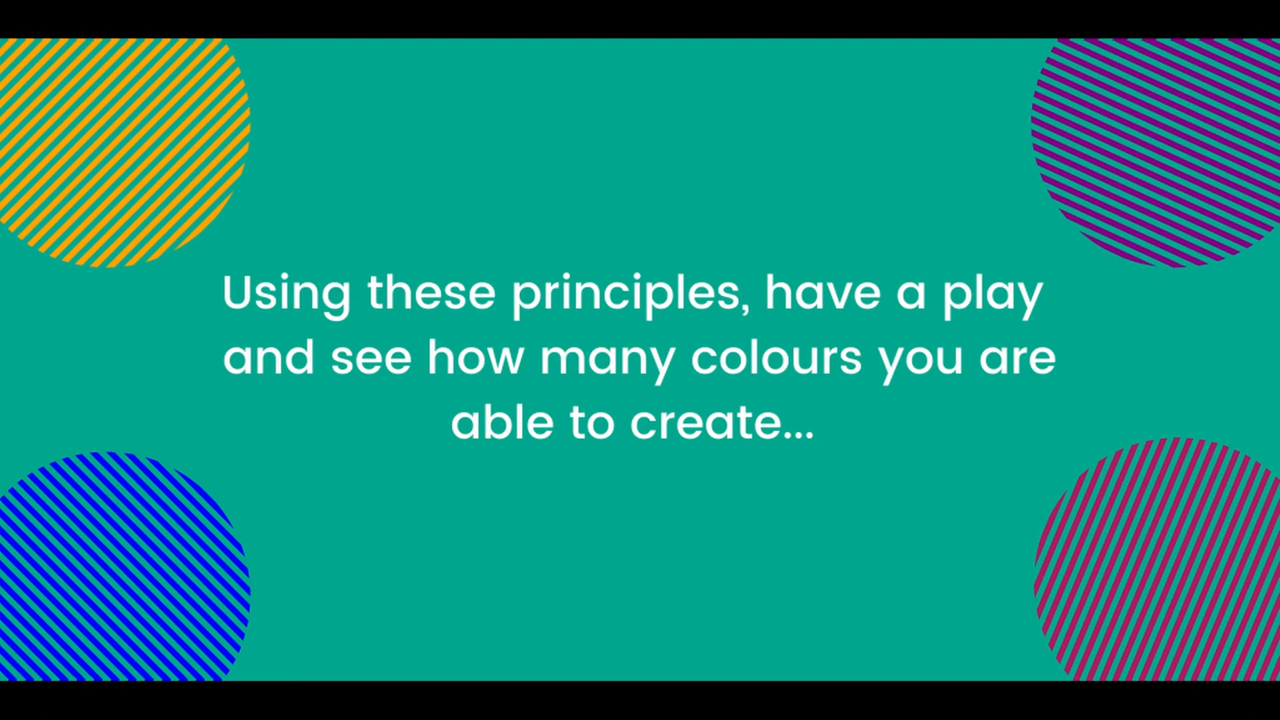 Using these principles, have a play
and see how many colours you are
able to create...